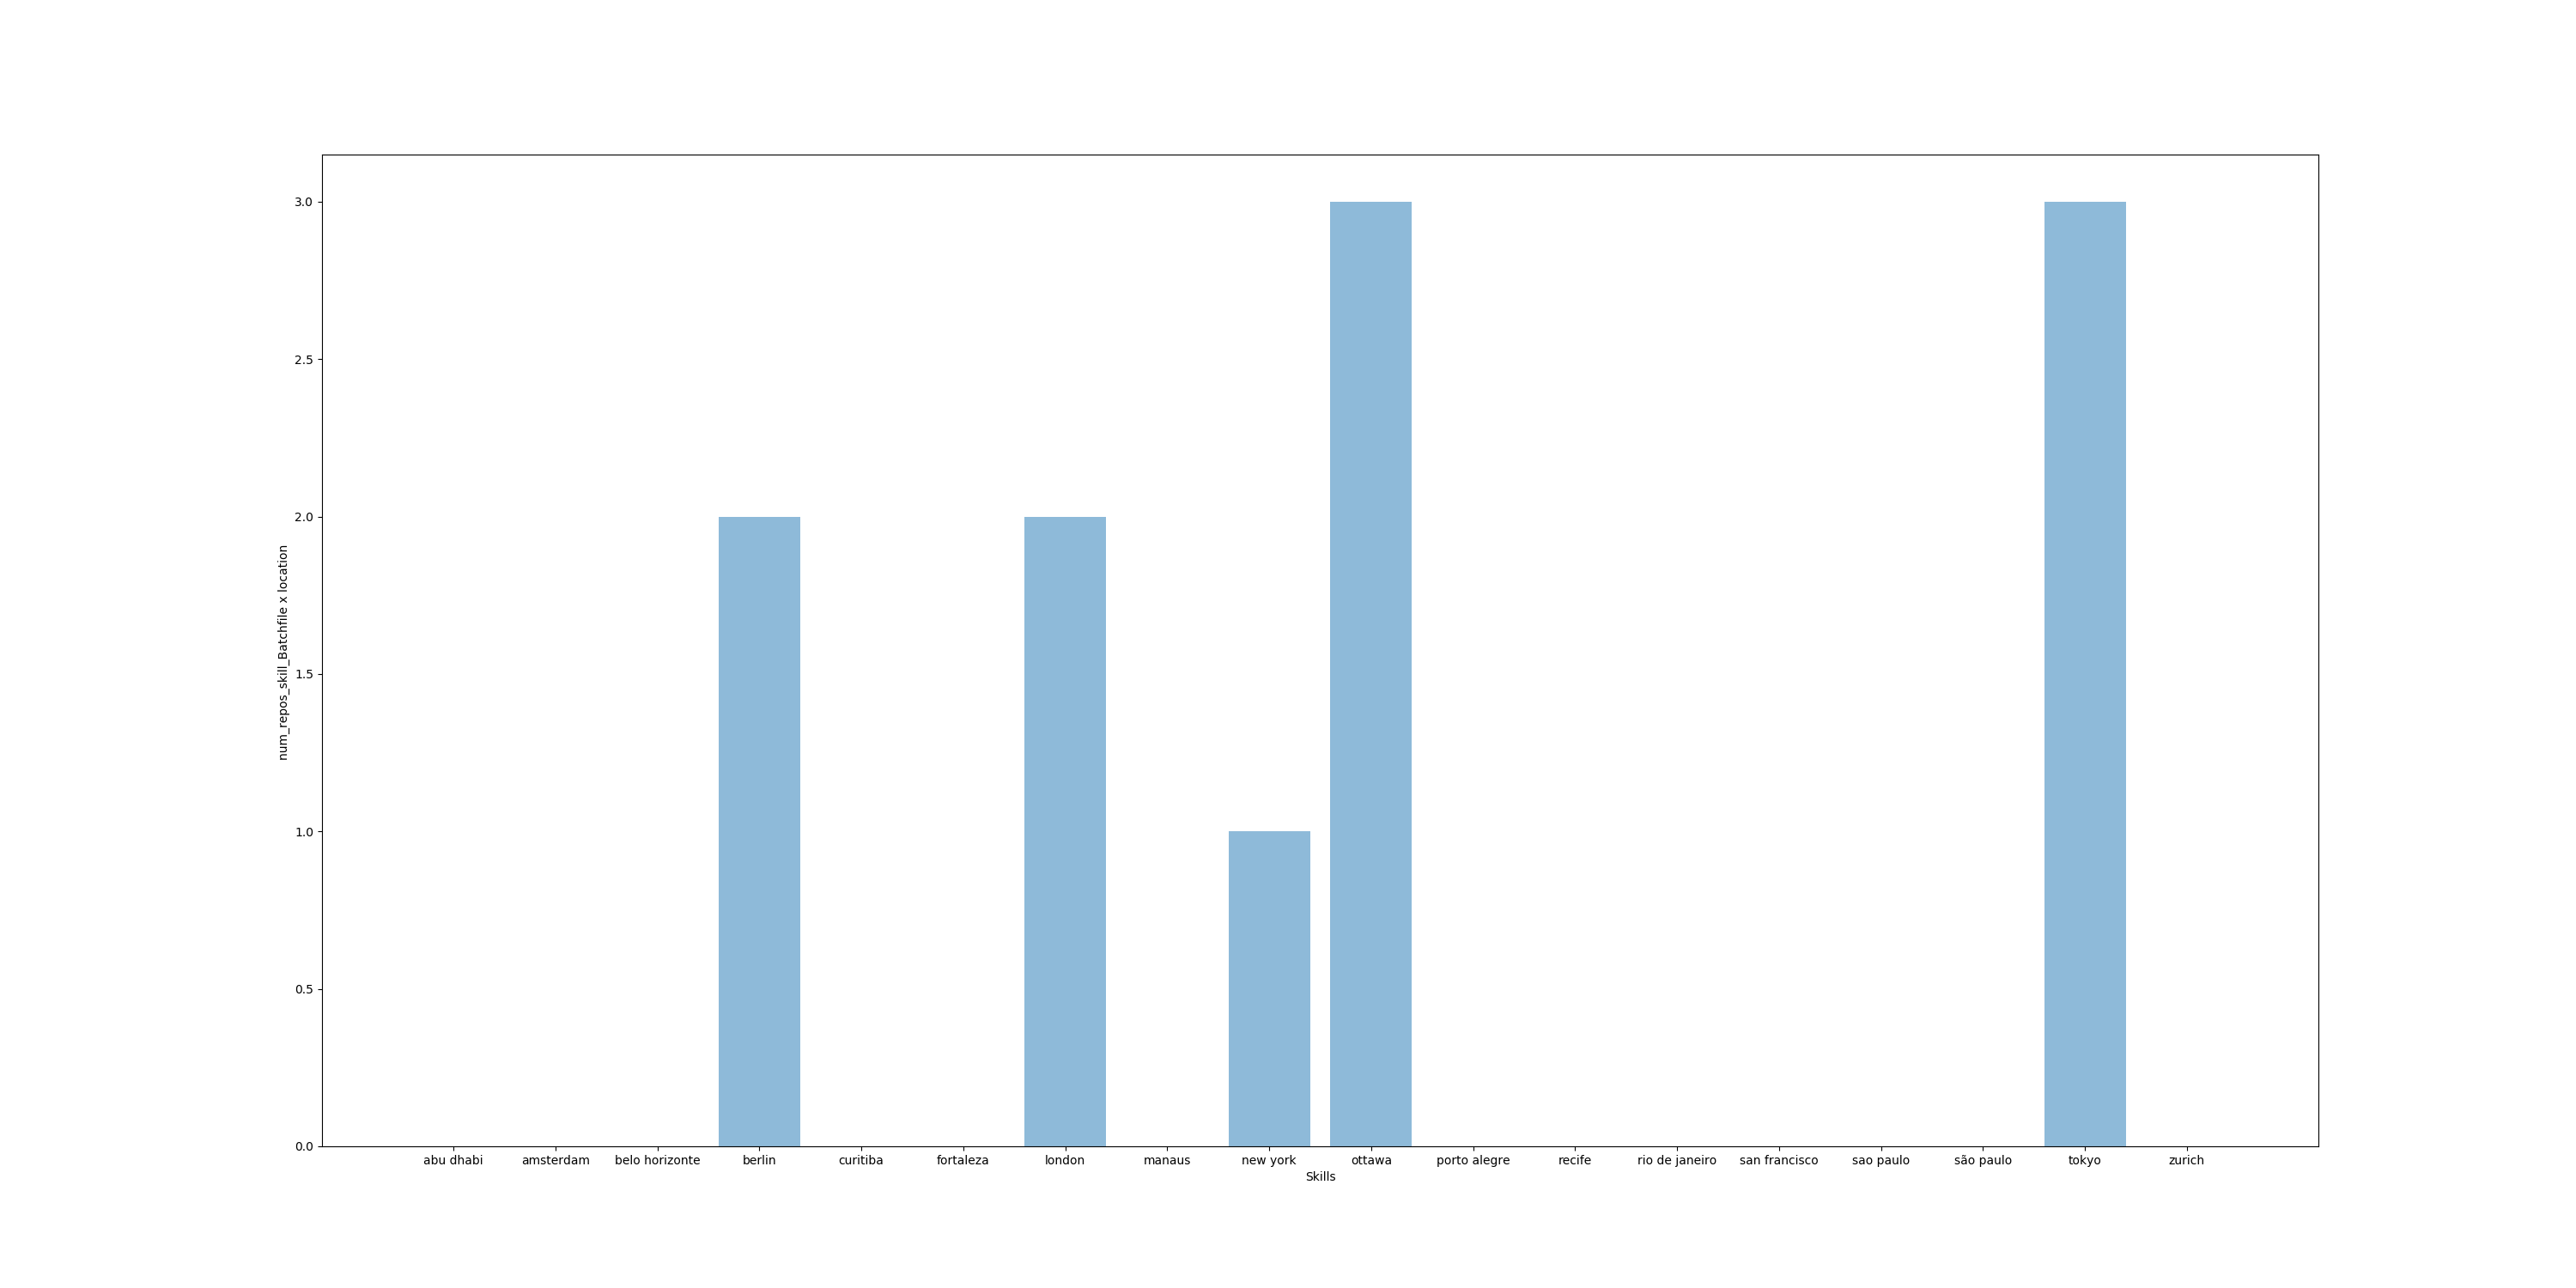 3.0
2.5
2.0
1.5
1.0
0.5
0.0
num_repos_skill_Batchfile x location
abu dhabi amsterdam belo horizonte berlin curitiba fortaleza london manaus new york ottawa porto alegre recife rio de janeiro san francisco sao paulo são paulo tokyo zurich
Skills